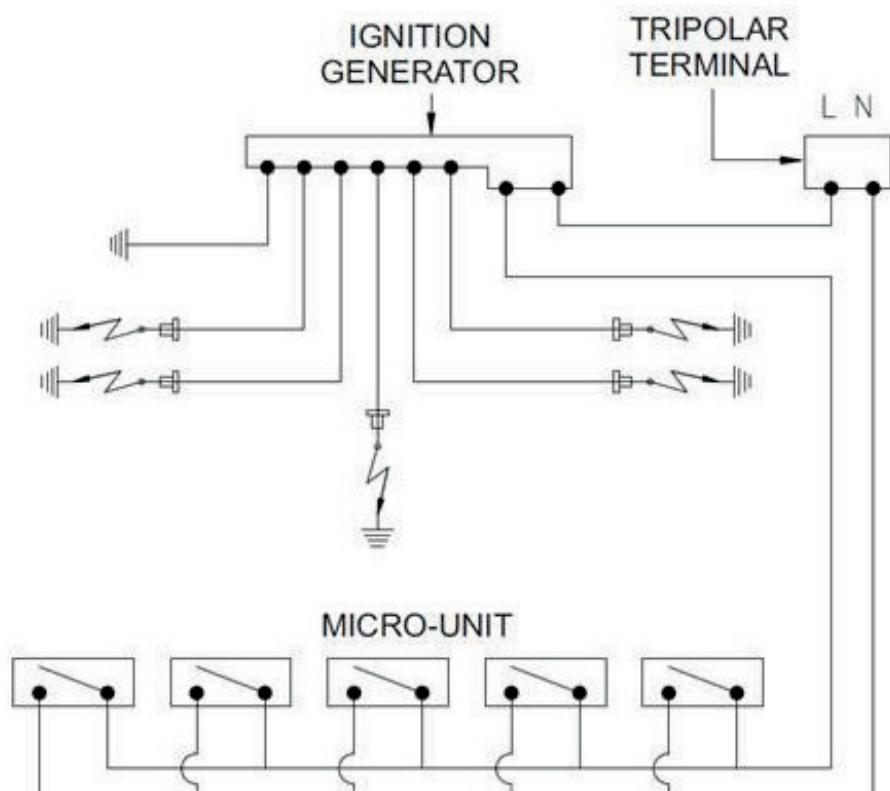 IGNITION
GENERATOR
TRIPOLAR
TERMINAL
L N
MICRO-UNIT